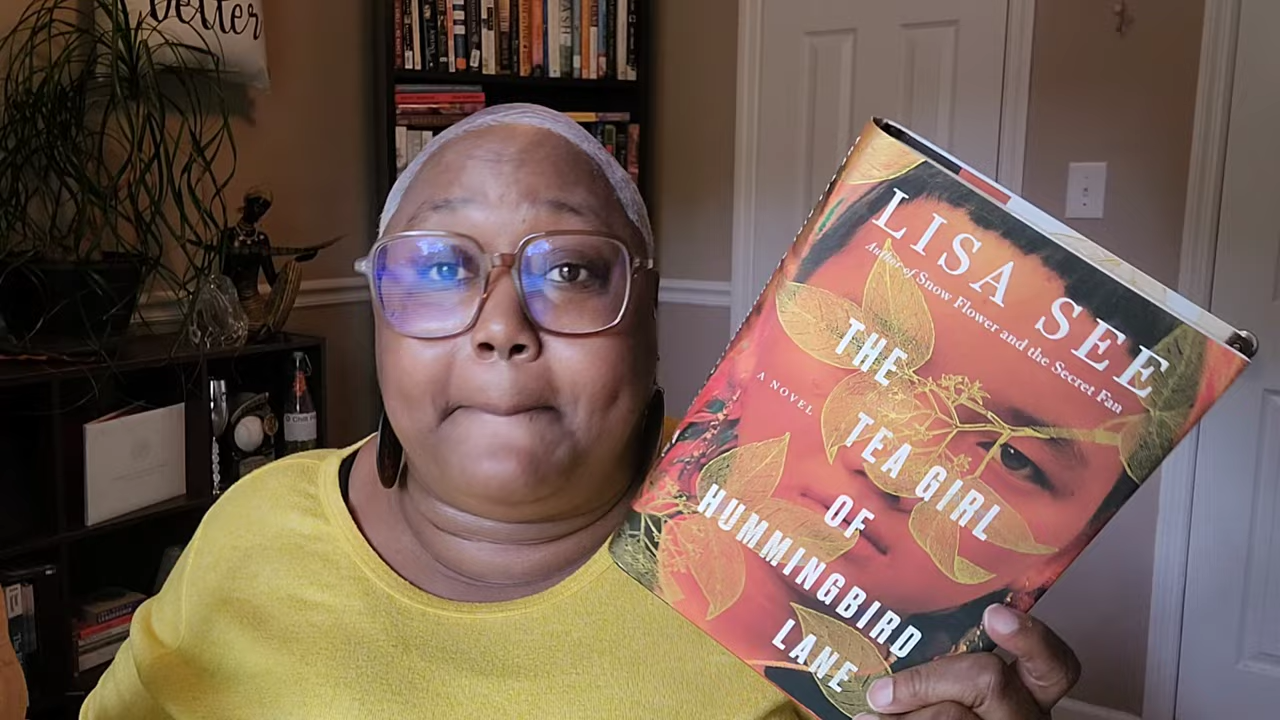 better
LISA SEE
Author of Snow Flower and the Secret Fan
THE
A NOVEL
TEA GIRL
OF
HUMMINGBIRD
LANE